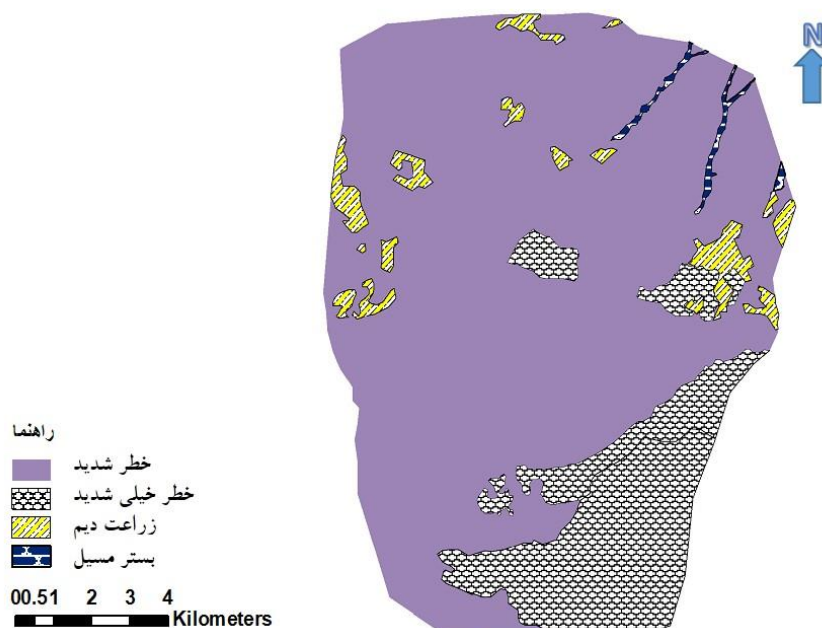 N
راهنما
خطر شدید
خطر خیلی شدید
زراعت دیم
بستر مسیل
00.51 2 3 4
Kilometers